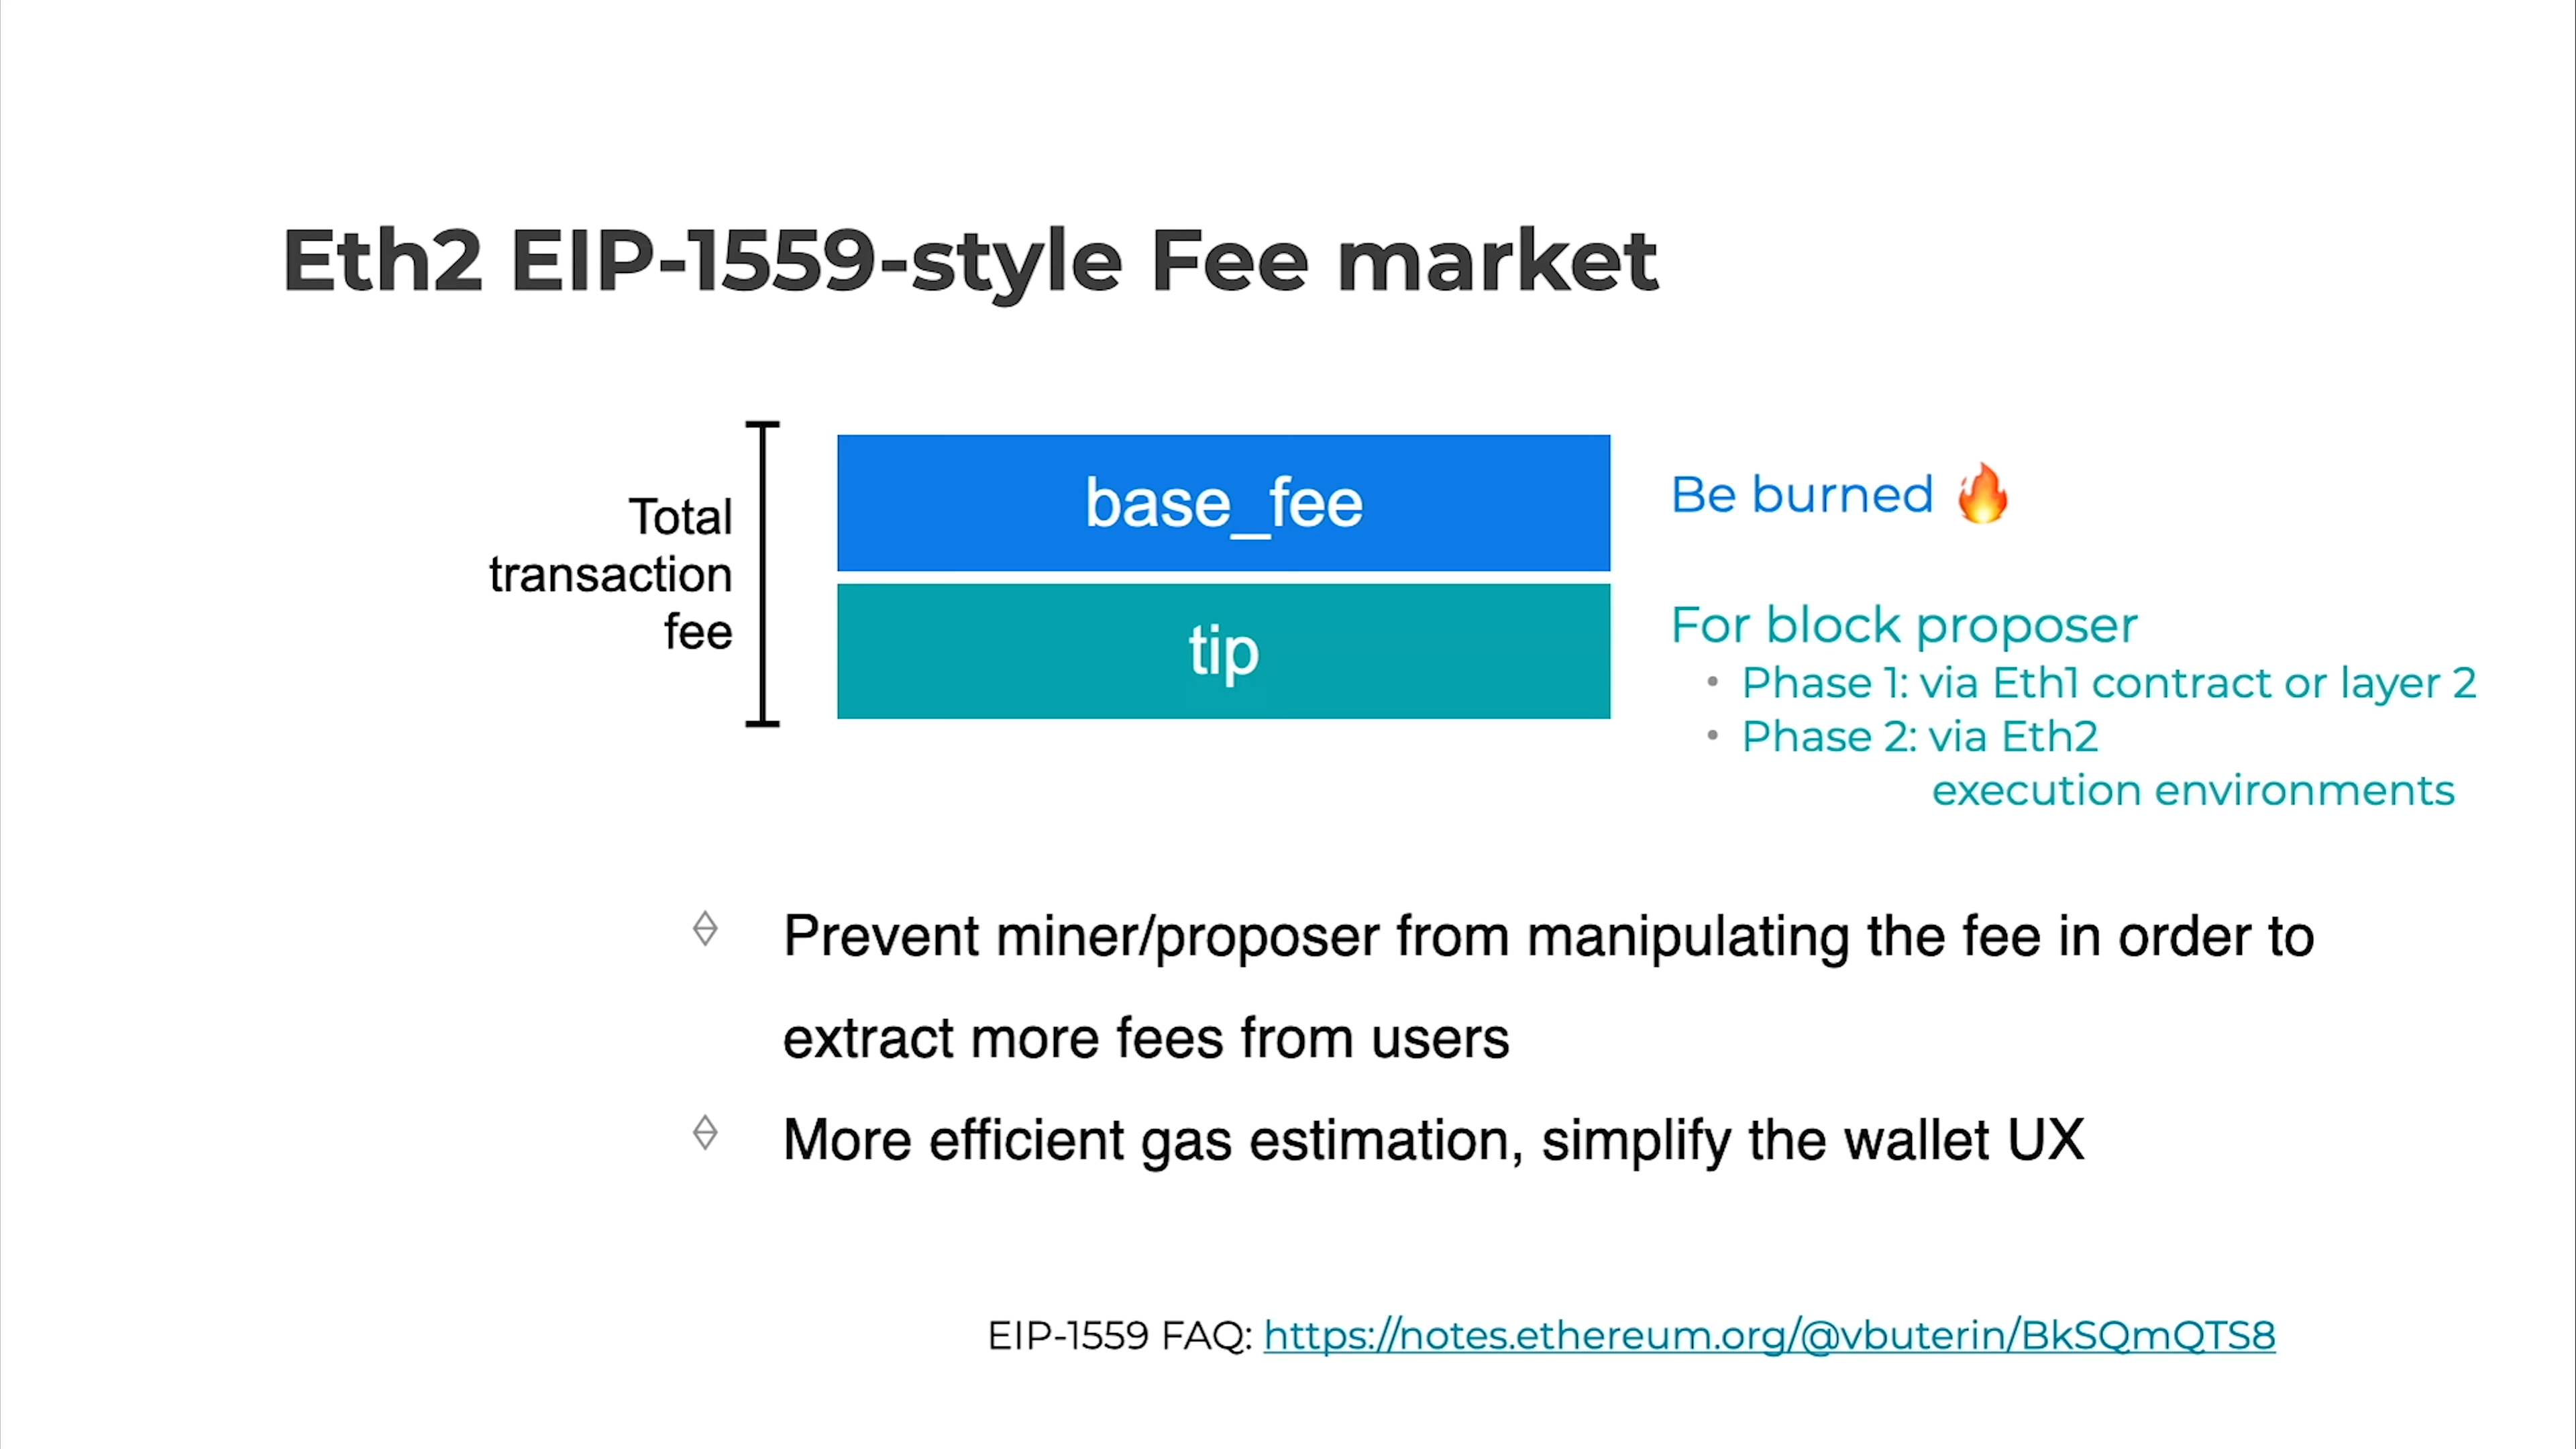 Eth2 EIP-1559-style Fee market
Total
transaction
fee
base_fee
tip
Be burned 🔥
For block proposer
• Phase 1: via Eth1 contract or layer 2
• Phase 2: via Eth2
execution environments
Prevent miner/proposer from manipulating the fee in order to
extract more fees from users
More efficient gas estimation, simplify the wallet UX
EIP-1559 FAQ: https://notes.ethereum.org/@vbuterin/BkSQmQTS8